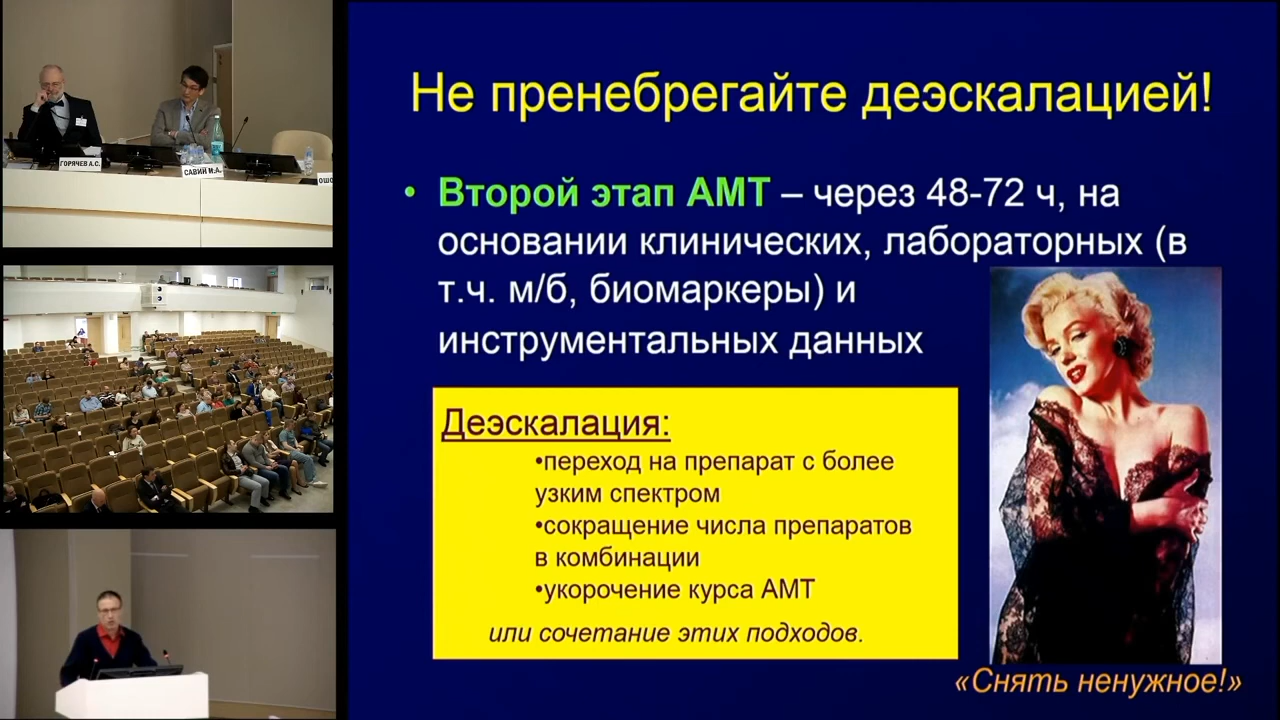 ГОРЯЧЕВ А.С.
САВИН М.А.
ОШО
Не пренебрегайте деэскалацией!
• Второй этап АМТ – через 48-72 ч, на
основании клинических, лабораторных (в
т.ч. м/б, биомаркеры) и
инструментальных данных
Деэскалация:
•переход на препарат с более
узким спектром
•сокращение числа препаратов
в комбинации
•укорочение курса АМТ
или сочетание этих подходов.
«Снять ненужное!»